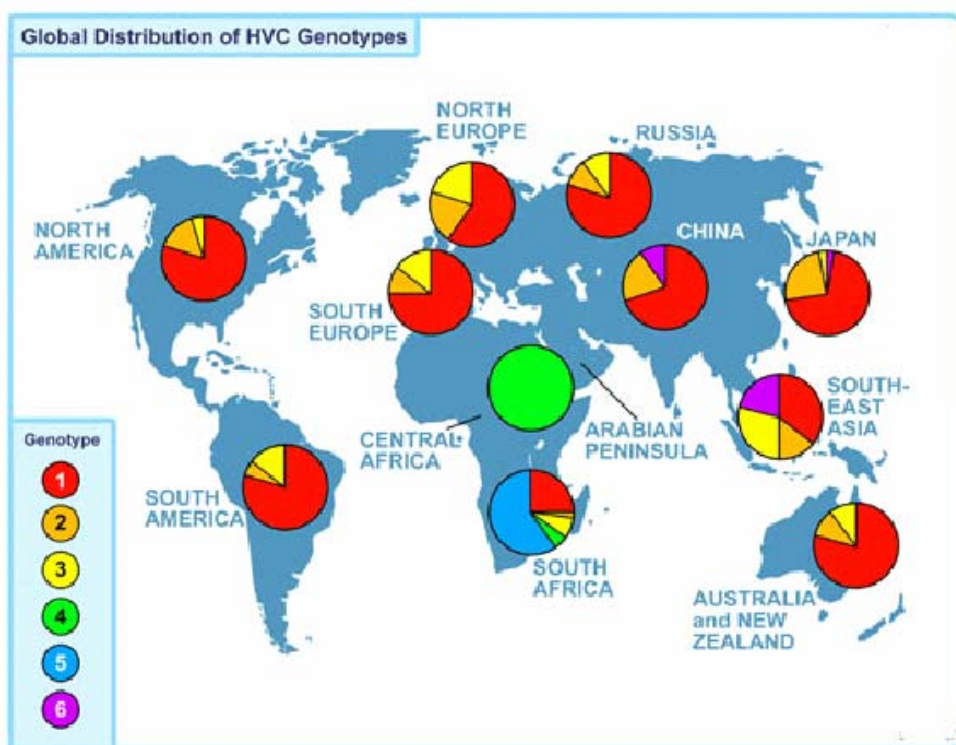 Global Distribution of HVC Genotypes
NORTH
EUROPE
RUSSIA
NORTH
AMERICA
CHINA
JAPAN
SOUTH
EUROPE
SOUTH-
EAST
ASIA
CENTRAL
AFRICA
ARABIAN
PENINSULA
SOUTH
AMERICA
SOUTH
AFRICA
AUSTRALIA
and NEW
ZEALAND
Genotype
1
2
3
4
5
6